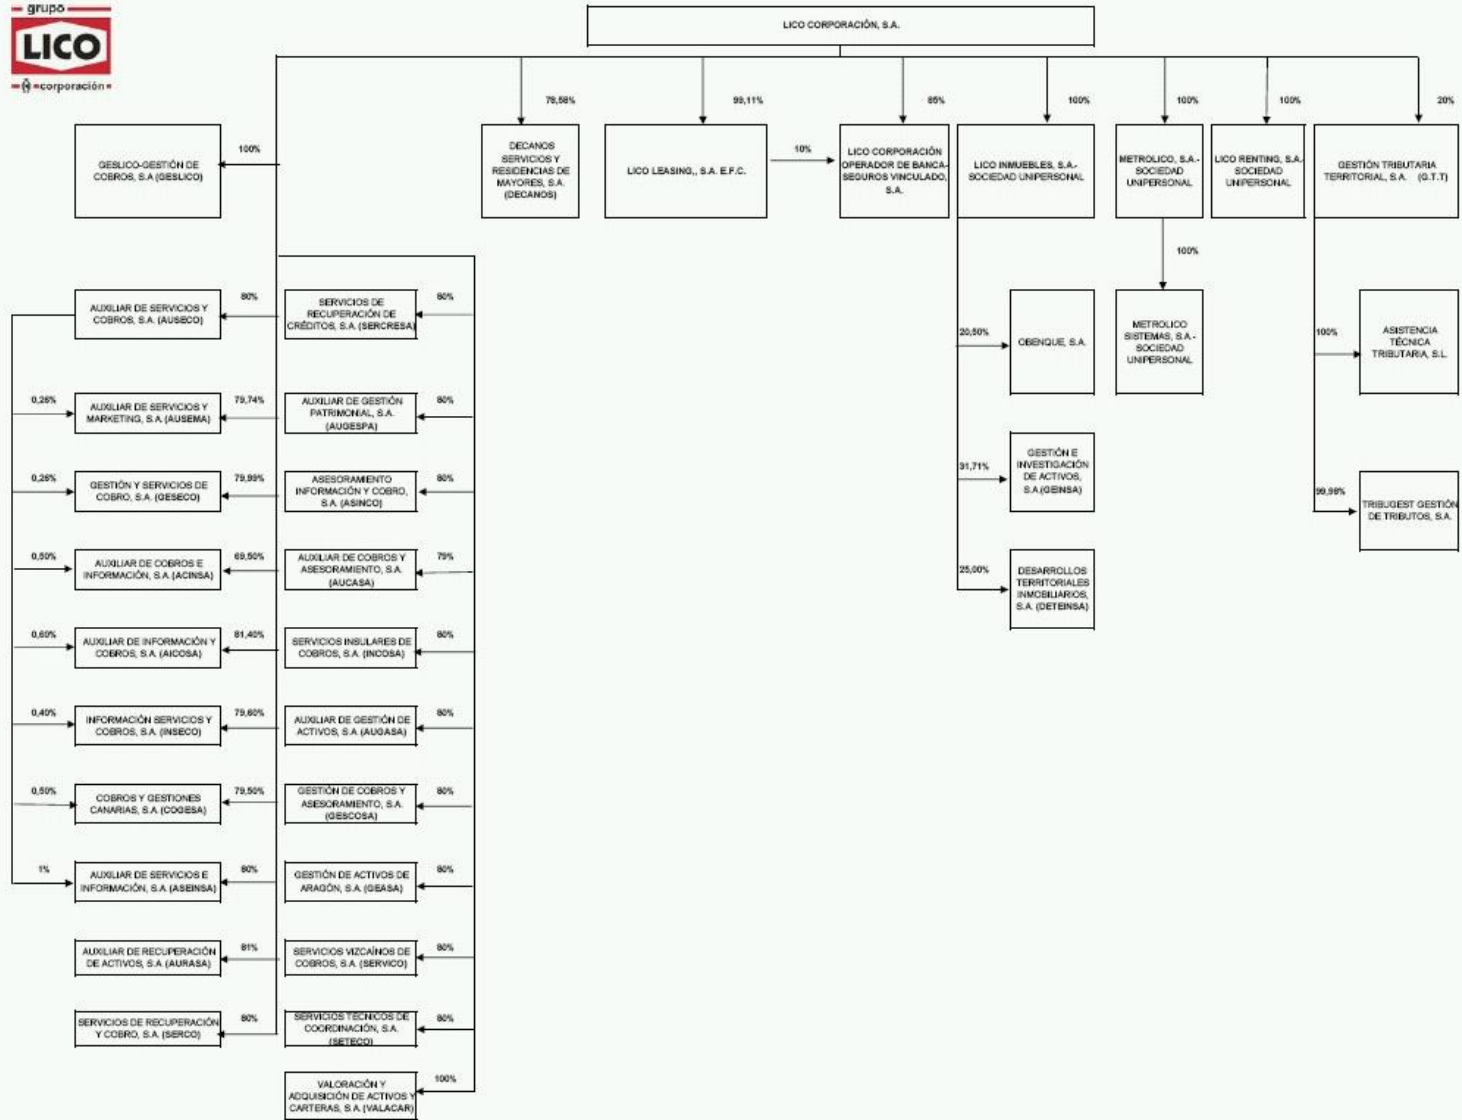 grupo
LICO
corporación
LICO CORPORACIÓN, S.A.
78,58%
99,11%
85%
100%
100%
100%
20%
GESLICO-GESTIÓN DE
COBROS, S.A (GESLICO)
100%
DECANOS
SERVICIOS Y
RESIDENCIAS DE
MAYORES, S.A.
(DECANOS)
LICO LEASING,, S.A. E.F.C.
10%
LICO CORPORACIÓN
OPERADOR DE BANCA-
SEGUROS VINCULADO,
S.A.
LICO INMUEBLES, S.A.-
SOCIEDAD UNIPERSONAL
METROLICO, S.A.-
SOCIEDAD
UNIPERSONAL
LICO RENTING, S.A.-
SOCIEDAD
UNIPERSONAL
GESTIÓN TRIBUTARIA
TERRITORIAL, S.A. (G.T.T)
100%
AUXILIAR DE SERVICIOS Y
COBROS, S.A. (AUSECO)
80%
SERVICIOS DE
RECUPERACIÓN DE
CRÉDITOS, S.A. (SERCRESA)
80%
20,50%
OBENQUE, S.A.
METROLICO
SISTEMAS, S.A.-
SOCIEDAD
UNIPERSONAL
100%
ASISTENCIA
TÉCNICA
TRIBUTARIA, S.L.
0,26%
AUXILIAR DE SERVICIOS Y
MARKETING, S.A. (AUSEMA)
79,74%
AUXILIAR DE GESTIÓN
PATRIMONIAL, S.A.
(AUGESPA)
80%
0,26%
GESTIÓN Y SERVICIOS DE
COBRO, S.A. (GESECO)
79,99%
ASESORAMIENTO
INFORMACIÓN Y COBRO,
S.A. (ASINCO)
80%
31,71%
GESTIÓN E
INVESTIGACIÓN
DE ACTIVOS,
S.A.(GEINSA)
99,98%
TRIBUGEST GESTIÓN
DE TRIBUTOS, S.A.
0,50%
AUXILIAR DE COBROS E
INFORMACIÓN, S.A. (ACINSA)
69,50%
AUXILIAR DE COBROS Y
ASESORAMIENTO, S.A.
(AUCASA)
79%
25,00%
DESARROLLOS
TERRITORIALES
INMOBILIARIOS,
S.A. (DETEINSA)
0,60%
AUXILIAR DE INFORMACIÓN Y
COBROS, S.A. (AICOSA)
81,40%
SERVICIOS INSULARES DE
COBROS, S.A. (INCOSA)
80%
0,40%
INFORMACIÓN SERVICIOS Y
COBROS, S.A. (INSECO)
79,60%
AUXILIAR DE GESTIÓN DE
ACTIVOS, S.A. (AUGASA)
80%
0,50%
COBROS Y GESTIONES
CANARIAS, S.A. (COGESA)
79,50%
GESTIÓN DE COBROS Y
ASESORAMIENTO, S.A.
(GESCOSA)
80%
1%
AUXILIAR DE SERVICIOS E
INFORMACIÓN, S.A. (ASEINSA)
80%
GESTIÓN DE ACTIVOS DE
ARAGÓN, S.A. (GEASA)
80%
AUXILIAR DE RECUPERACIÓN
DE ACTIVOS, S.A. (AURASA)
81%
SERVICIOS VIZCAÍNOS DE
COBROS, S.A. (SERVICO)
80%
SERVICIOS DE RECUPERACIÓN
Y COBRO, S.A. (SERCO)
80%
SERVICIOS TÉCNICOS DE
COORDINACIÓN, S.A.
(SETECO)
80%
VALORACIÓN Y
ADQUISICIÓN DE ACTIVOS Y
CARTERAS, S.A. (VALACAR)
100%